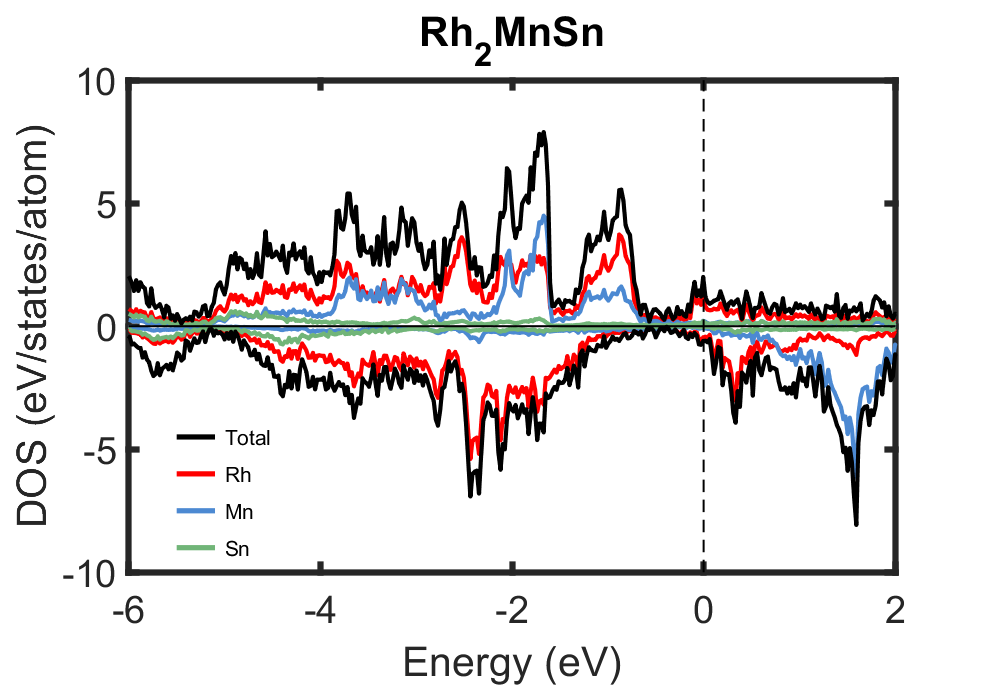 Rh₂MnSn
DOS (eV/states/atom)
10
5
0
-5
-10
Total
Rh
Mn
Sn
-6 -4 -2 0 2
Energy (eV)